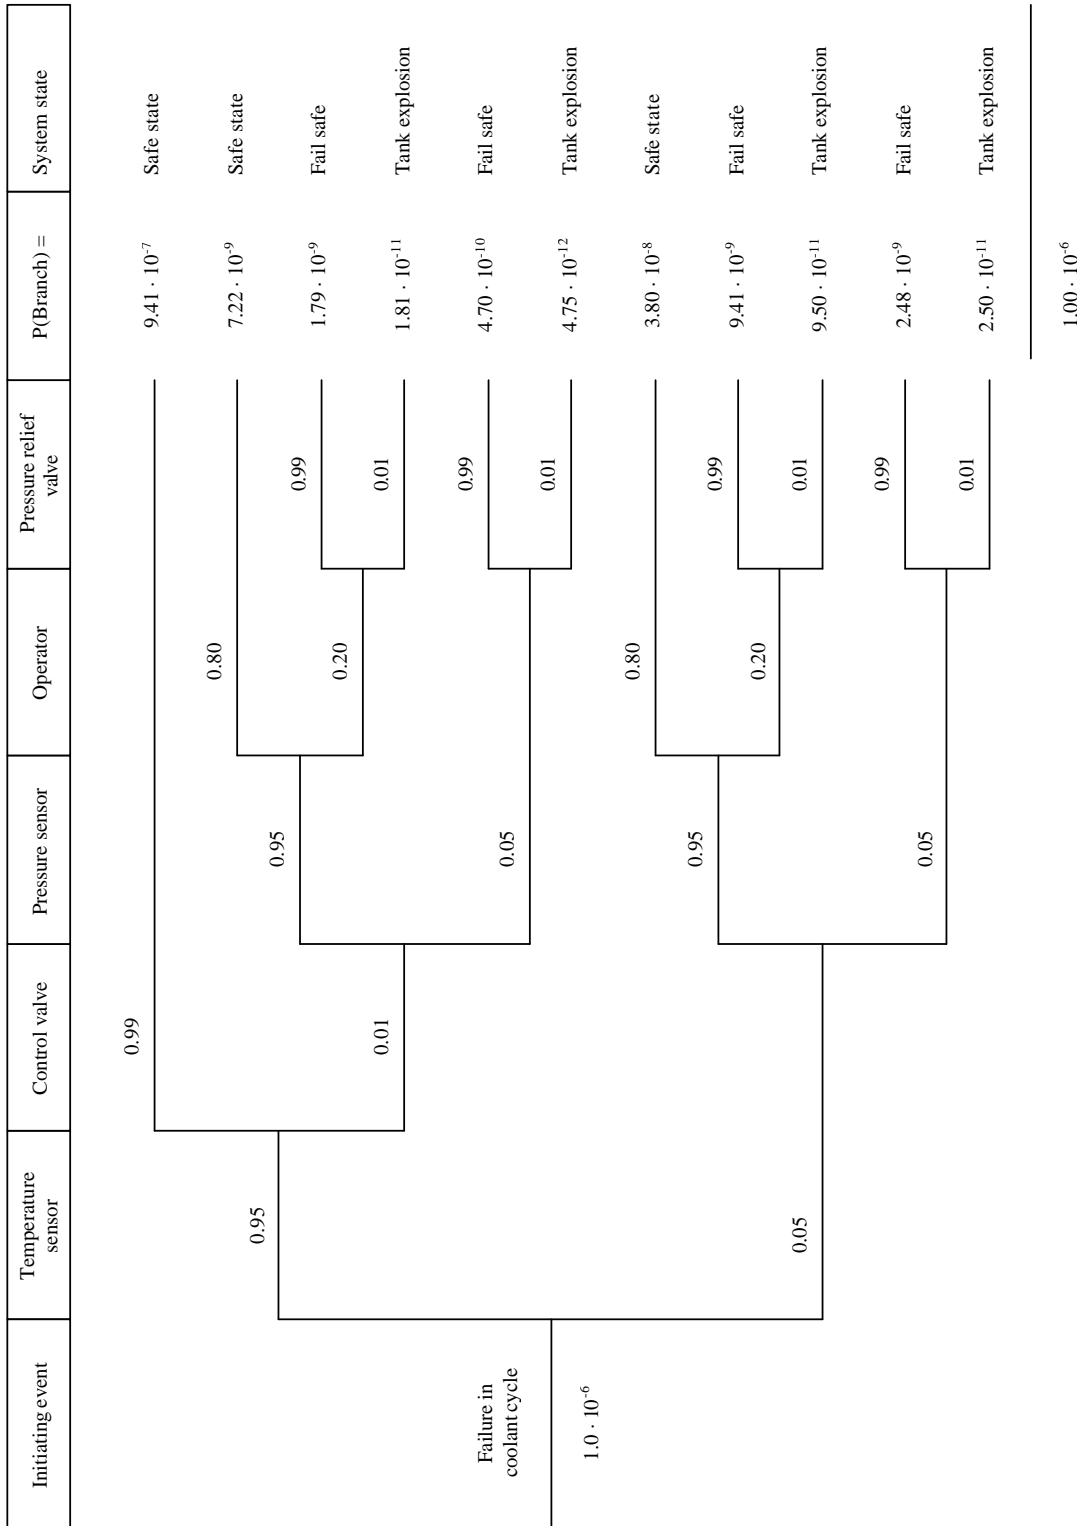 Initiating event
Temperature
sensor
Control valve
Pressure sensor
Operator
Pressure relief
valve
P(Branch) =
System state
Failure in
coolant cycle
1.0 · 10-6
0.95
0.05
0.99
0.01
0.95
0.05
0.95
0.05
0.80
0.20
0.80
0.20
0.99
0.01
0.99
0.01
0.99
0.01
0.99
0.01
9.41 · 10-7 Safe state
7.22 · 10-9 Safe state
1.79 · 10-9 Fail safe
1.81 · 10-11 Tank explosion
4.70 · 10-10 Fail safe
4.75 · 10-12 Tank explosion
3.80 · 10-8 Safe state
9.41 · 10-9 Fail safe
9.50 · 10-11 Tank explosion
2.48 · 10-9 Fail safe
2.50 · 10-11 Tank explosion
1.00 · 10-6